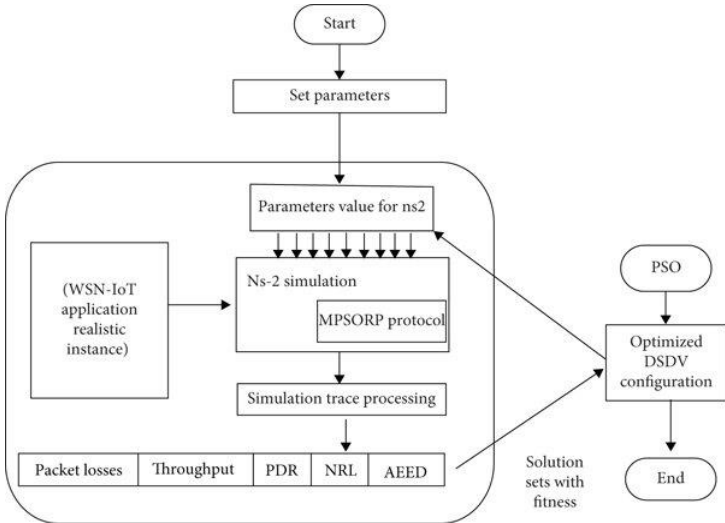 Start
Set parameters
Parameters value for ns2
(WSN-IoT
application
realistic
instance)
Ns-2 simulation
MPSORP protocol
Simulation trace processing
Packet losses
Throughput
PDR
NRL
AEED
PSO
Optimized
DSDV
configuration
Solution
sets with
fitness
End